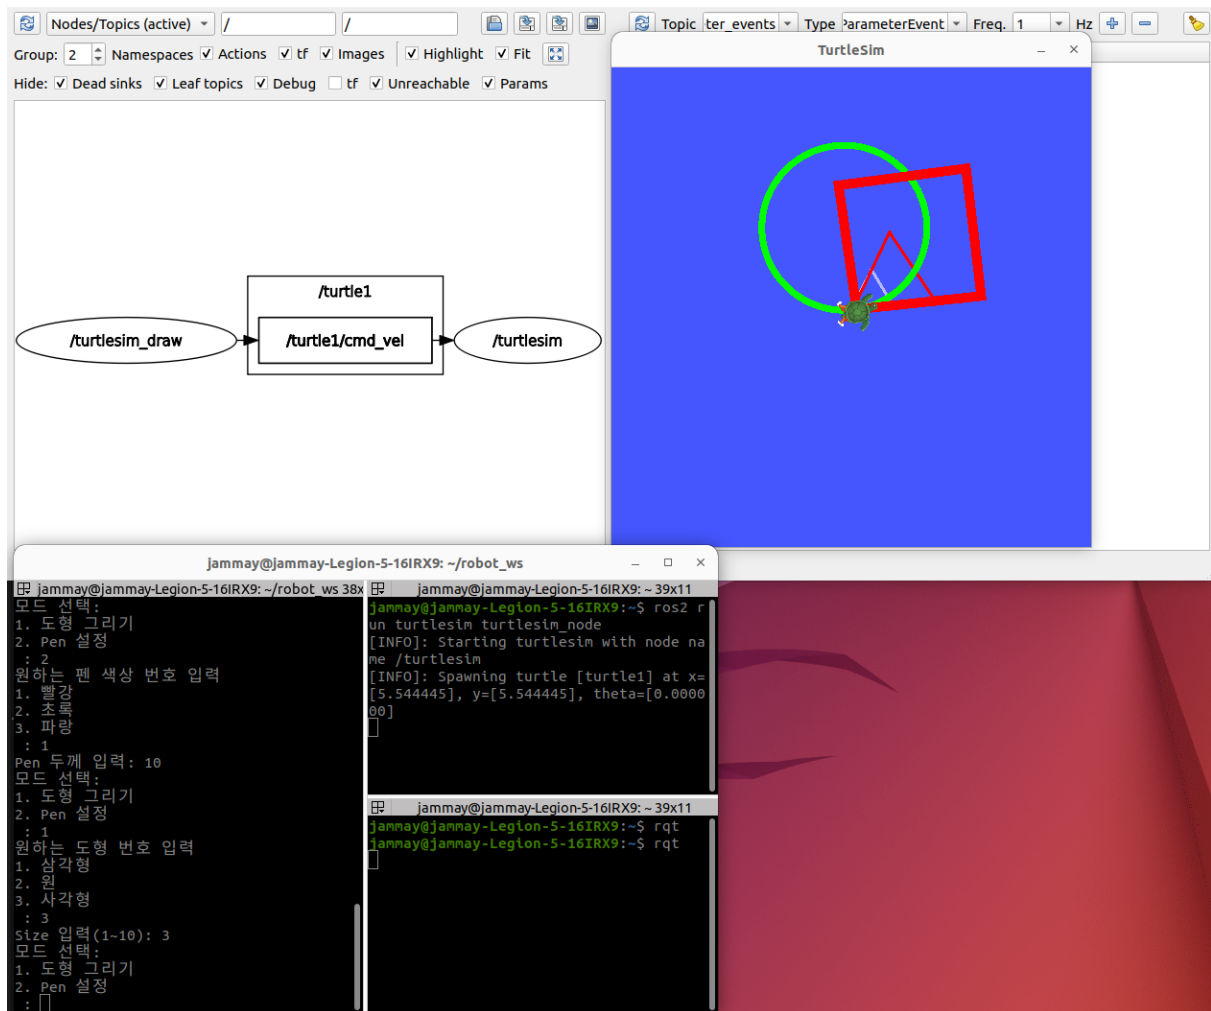 Nodes/Topics (active) / /
Group: 2 Namespaces Actions tf Images Highlight Fit
Hide: Dead sinks Leaf topics Debug tf Unreachable Params
Topic ter_events Type ParameterEvent Freq. 1 Hz
TurtleSim
/turtle1
/turtlesim_draw
/turtle1/cmd_vel
/turtlesim
jammay@jammay-Legion-5-16IRX9: ~/robot_ws
jammay@jammay-Legion-5-16IRX9: ~/robot_ws 38x
모드 선택:
1. 도형 그리기
2. Pen 설정
: 2
원하는 펜 색상 번호 입력
1. 빨강
2. 초록
3. 파랑
: 1
Pen 두께 입력: 10
모드 선택:
1. 도형 그리기
2. Pen 설정
: 1
원하는 도형 번호 입력
1. 삼각형
2. 원
3. 사각형
: 3
Size 입력(1~10): 3
모드 선택:
1. 도형 그리기
2. Pen 설정
:
jammay@jammay-Legion-5-16IRX9: ~ 39x11
jammay@jammay-Legion-5-16IRX9:~$ ros2 r
un turtlesim turtlesim_node
[INFO]: Starting turtlesim with node na
me /turtlesim
[INFO]: Spawning turtle [turtle1] at x=
[5.544445], y=[5.544445], theta=[0.0000
00]
jammay@jammay-Legion-5-16IRX9: ~ 39x11
jammay@jammay-Legion-5-16IRX9:~$ rqt
jammay@jammay-Legion-5-16IRX9:~$ rqt